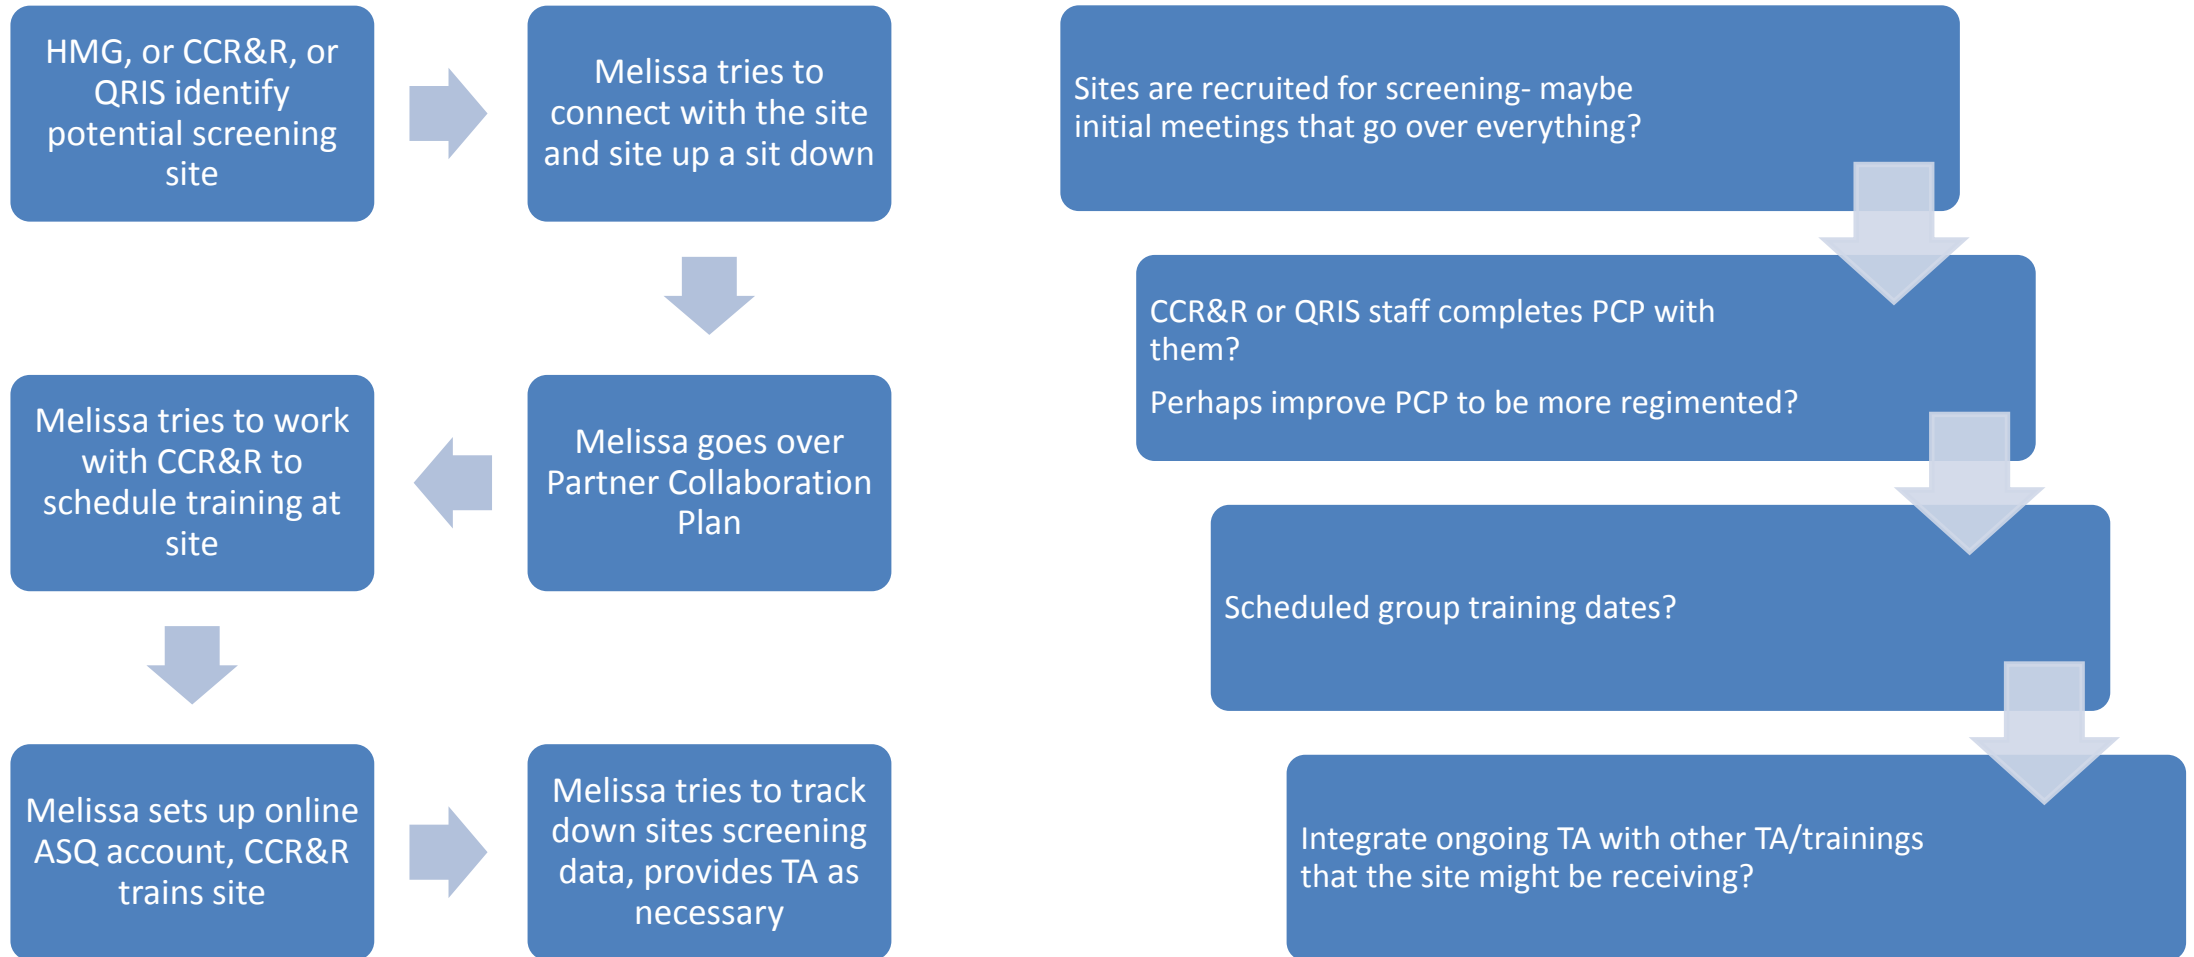 HMG, or CCR&R, or
QRIS identify
potential screening
site
Melissa tries to
connect with the site
and site up a sit down
Melissa goes over
Partner Collaboration
Plan
Melissa tries to work
with CCR&R to
schedule training at
site
Melissa sets up online
ASQ account, CCR&R
trains site
Melissa tries to track
down sites screening
data, provides TA as
necessary
Sites are recruited for screening- maybe
initial meetings that go over everything?
CCR&R or QRIS staff completes PCP with
them?
Perhaps improve PCP to be more regimented?
Scheduled group training dates?
Integrate ongoing TA with other TA/trainings
that the site might be receiving?